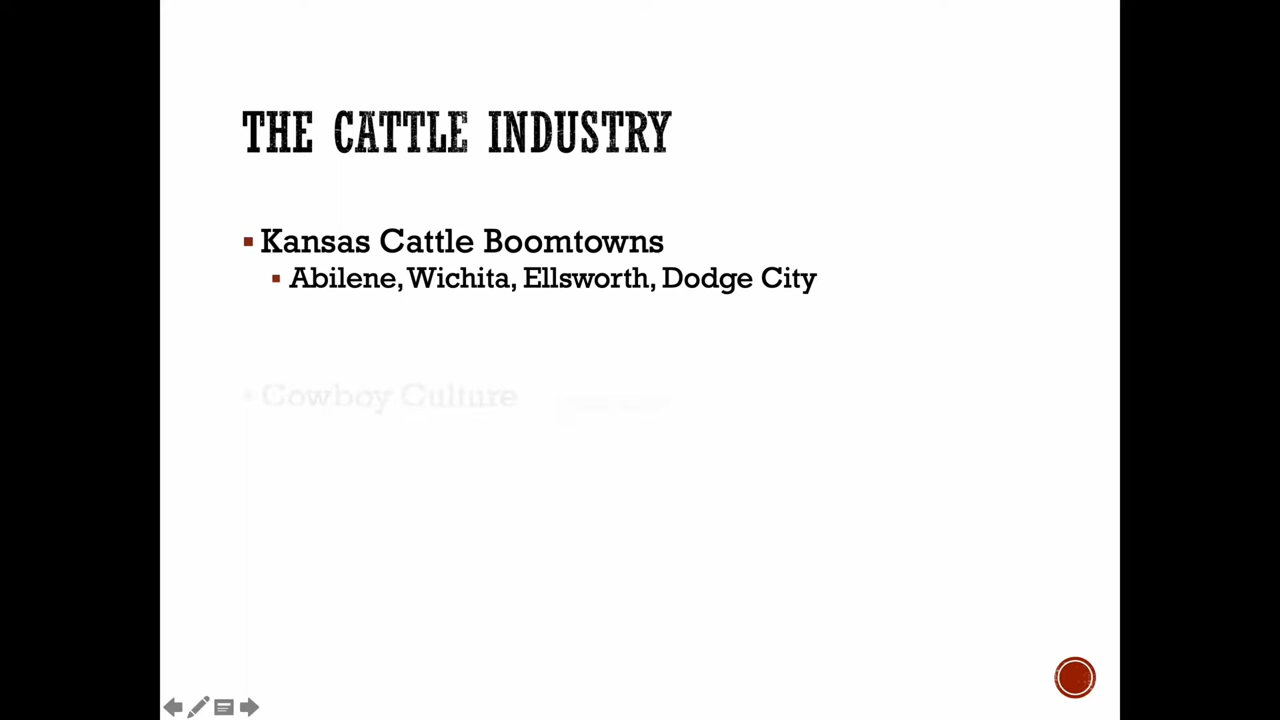 THE CATTLE INDUSTRY
Kansas Cattle Boomtowns
Abilene, Wichita, Ellsworth, Dodge City
Cowboy Culture